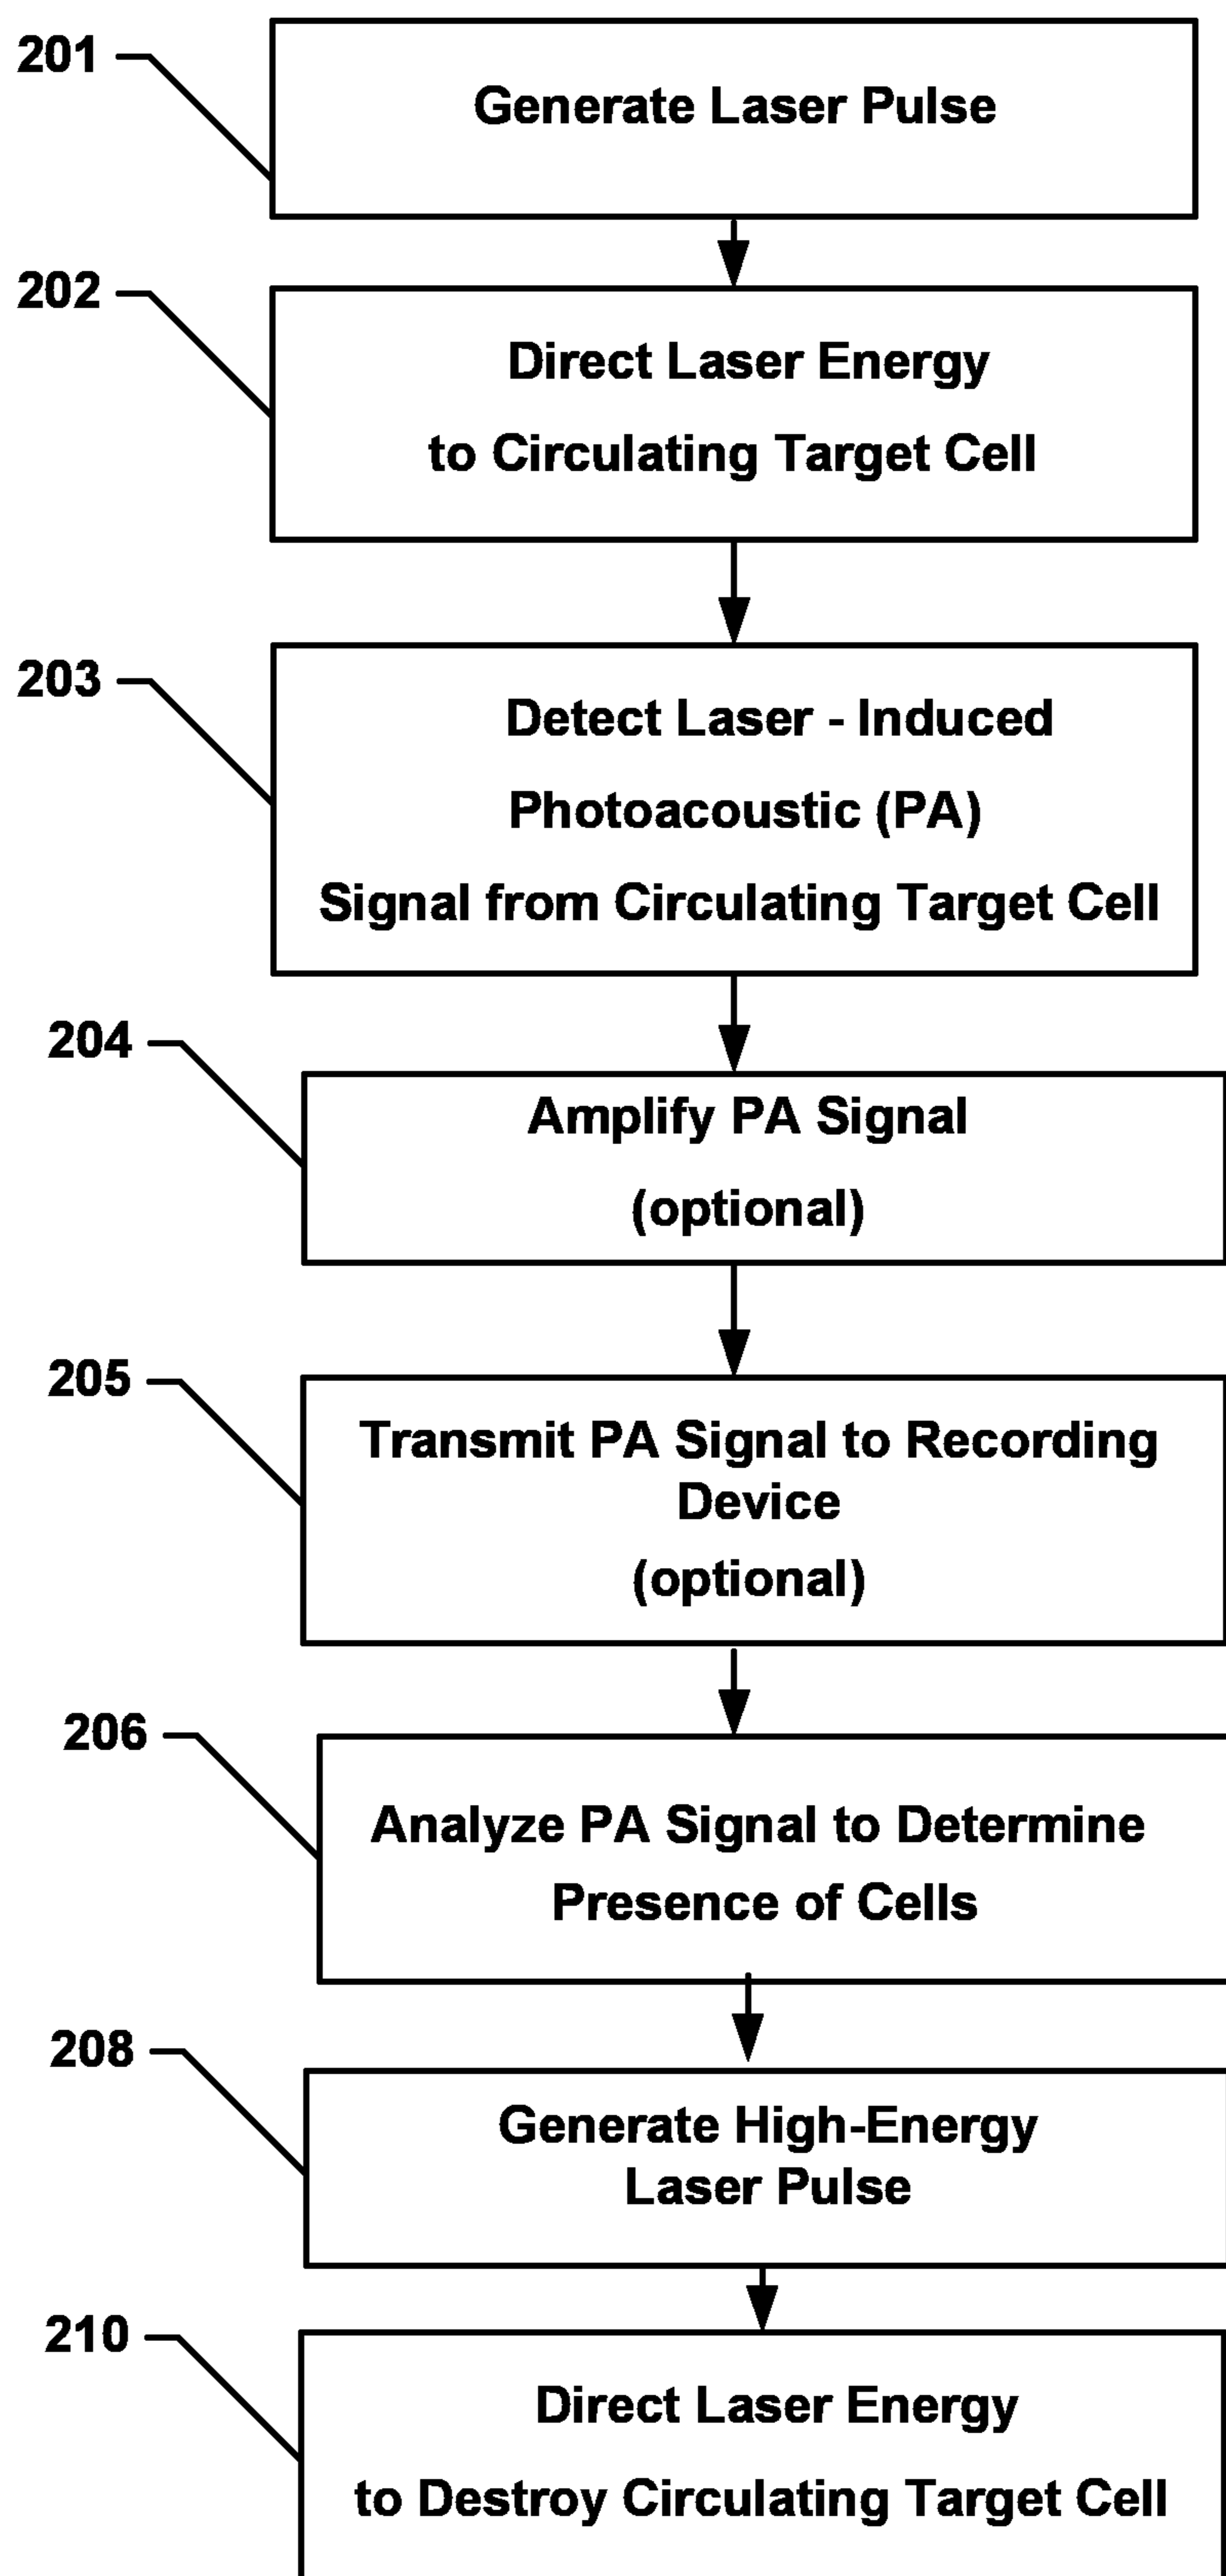 201
Generate Laser Pulse
202
Direct Laser Energy
to Circulating Target Cell
203
Detect Laser - Induced
Photoacoustic (PA)
Signal from Circulating Target Cell
204
Amplify PA Signal
(optional)
205
Transmit PA Signal to Recording
Device
(optional)
206
Analyze PA Signal to Determine
Presence of Cells
208
Generate High-Energy
Laser Pulse
210
Direct Laser Energy
to Destroy Circulating Target Cell